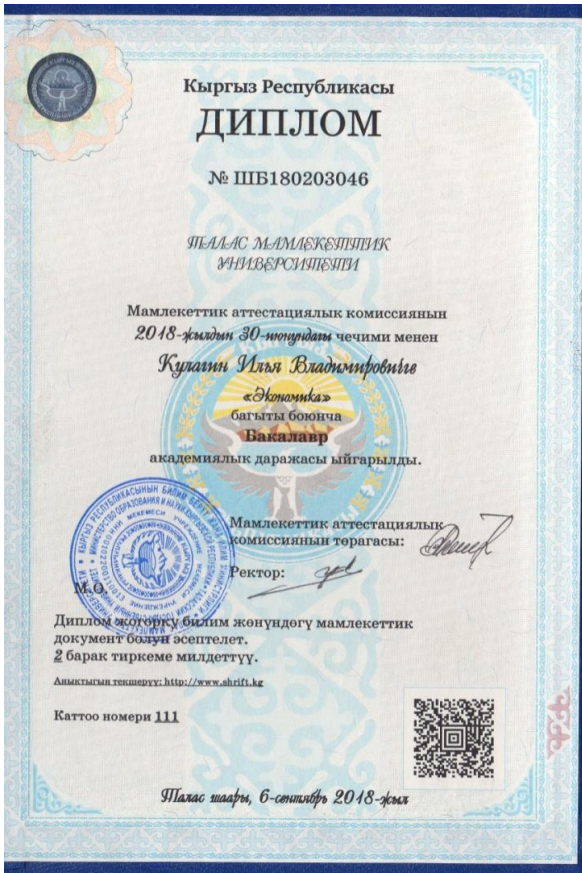 Кыргыз Республикасы
ДИПЛОМ
№ ШБ180203046
ТАЛАС МАМЛЕКЕТТИК
УНИВЕРСИТЕТИ
Мамлекеттик аттестациялык комиссиянын
2018-жылдын 30-июнундагы чечими менен
Кулагин Илья Владимировичге
«Экономика»
багыты боюнча
Бакалавр
академиялык даражасы ыйгарылды.
Мамлекеттик аттестациялык
комиссиянын төрагасы:
Ректор:
М.О.
Диплом жогорку билим жөнүндөгү мамлекеттик
документ болуп эсептелет.
2 барак тиркеме милдеттүү.
Аныктыгын текшерүү: http://www.shrift.kg
Каттоо номери 111
Талас шаары, 6-сентябрь 2018-жыл